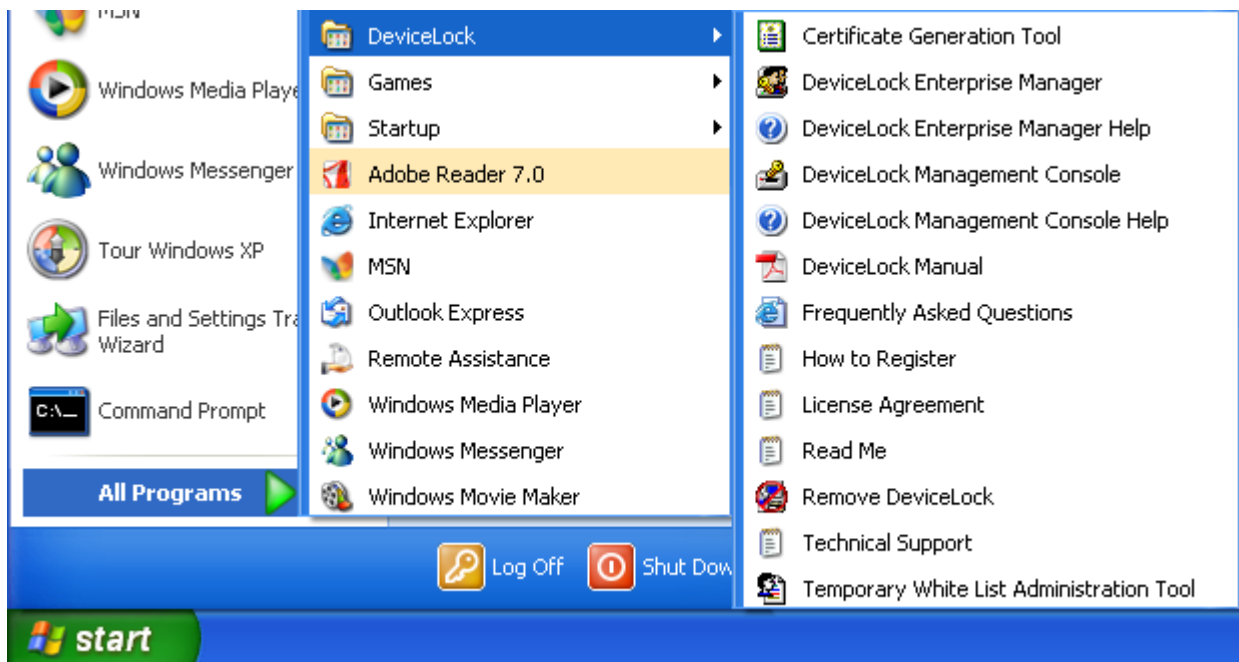 MSN
Windows Media Playe
Windows Messenger
Tour Windows XP
Files and Settings Tra
Wizard
C:\_
Command Prompt
All Programs
DeviceLock
Games
Startup
Adobe Reader 7.0
Internet Explorer
MSN
Outlook Express
Remote Assistance
Windows Media Player
Windows Messenger
Windows Movie Maker
Certificate Generation Tool
DeviceLock Enterprise Manager
DeviceLock Enterprise Manager Help
DeviceLock Management Console
DeviceLock Management Console Help
DeviceLock Manual
Frequently Asked Questions
How to Register
License Agreement
Read Me
Remove DeviceLock
Technical Support
Temporary White List Administration Tool
Log Off
Shut Dow
start